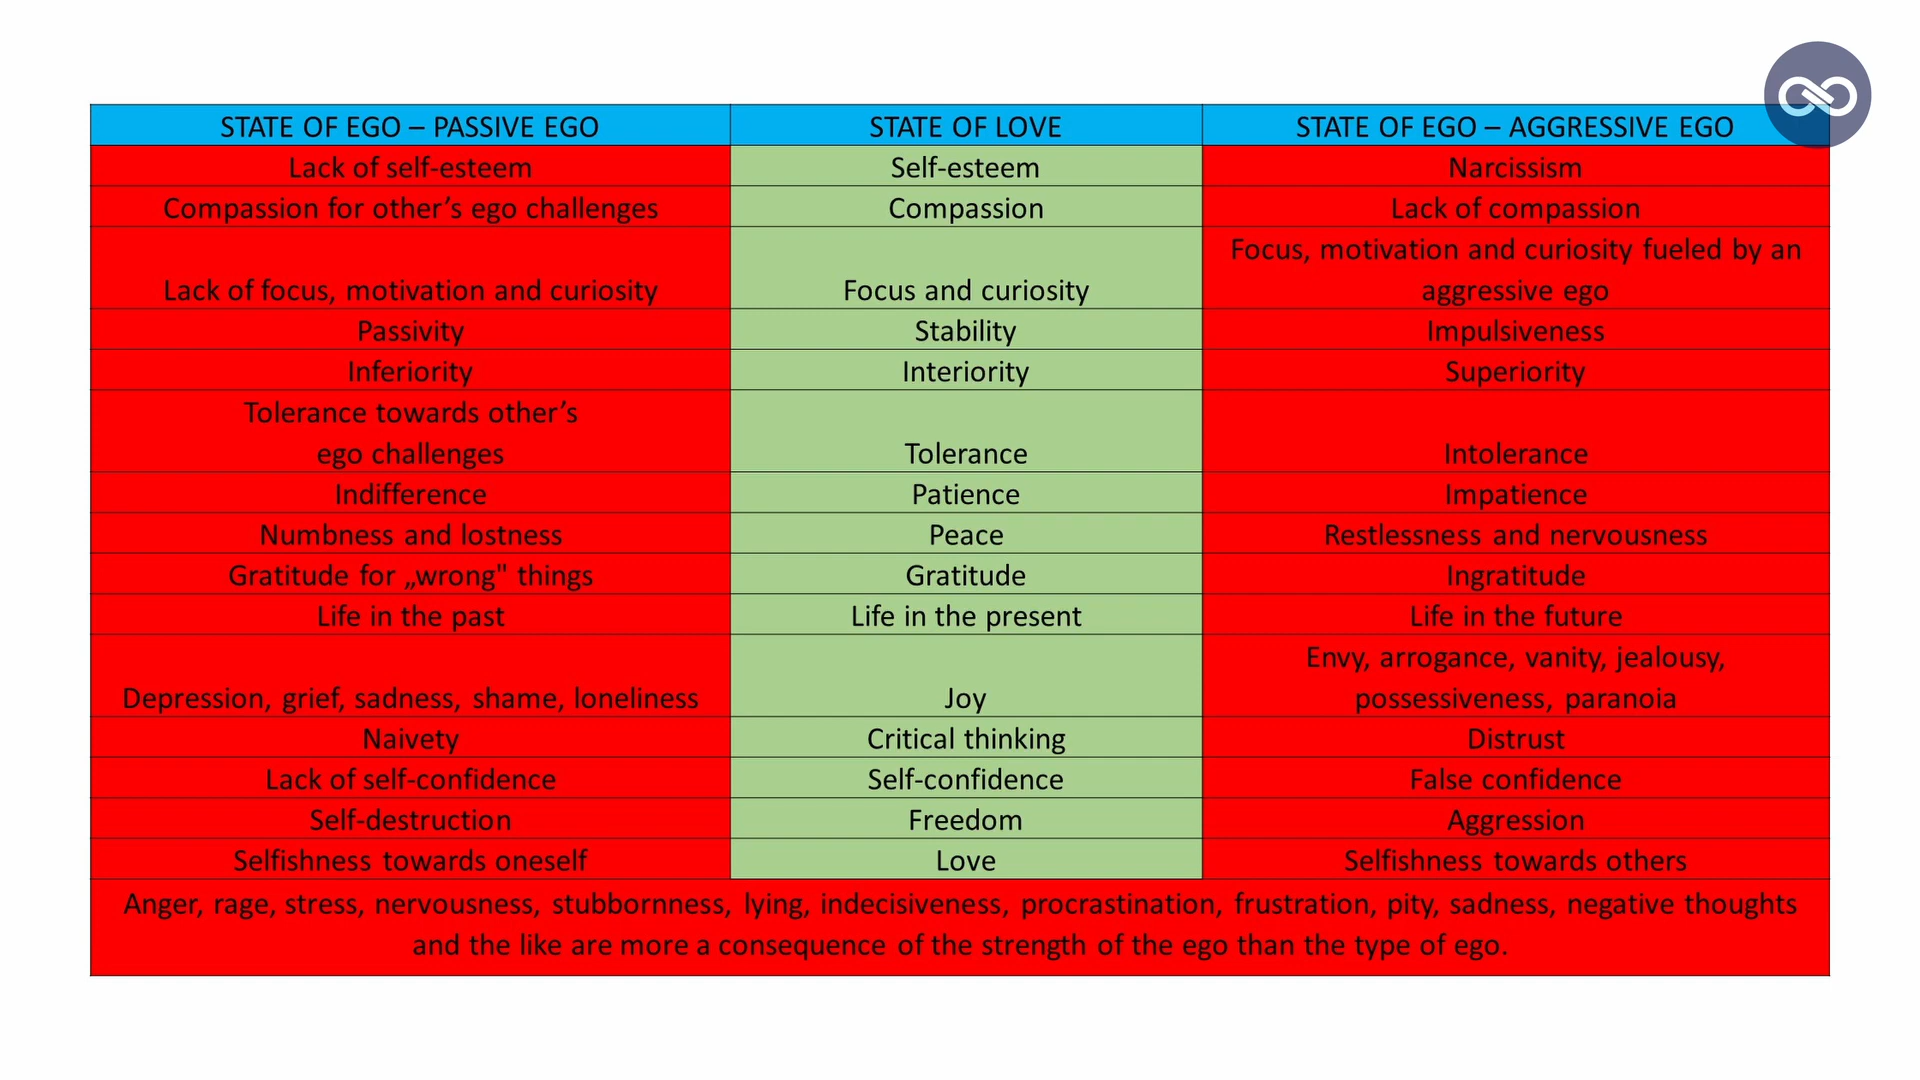 STATE OF EGO – PASSIVE EGO STATE OF LOVE STATE OF EGO – AGGRESSIVE EGO
Lack of self-esteem Self-esteem Narcissism
Compassion for other’s ego challenges Compassion Lack of compassion
Focus, motivation and curiosity fueled by an
Lack of focus, motivation and curiosity Focus and curiosity aggressive ego
Passivity Stability Impulsiveness
Inferiority Interiority Superiority
Tolerance towards other’s
ego challenges Tolerance Intolerance
Indifference Patience Impatience
Numbness and lostness Peace Restlessness and nervousness
Gratitude for „wrong" things Gratitude Ingratitude
Life in the past Life in the present Life in the future
Envy, arrogance, vanity, jealousy,
Depression, grief, sadness, shame, loneliness Joy possessiveness, paranoia
Naivety Critical thinking Distrust
Lack of self-confidence Self-confidence False confidence
Self-destruction Freedom Aggression
Selfishness towards oneself Love Selfishness towards others
Anger, rage, stress, nervousness, stubbornness, lying, indecisiveness, procrastination, frustration, pity, sadness, negative thoughts
and the like are more a consequence of the strength of the ego than the type of ego.